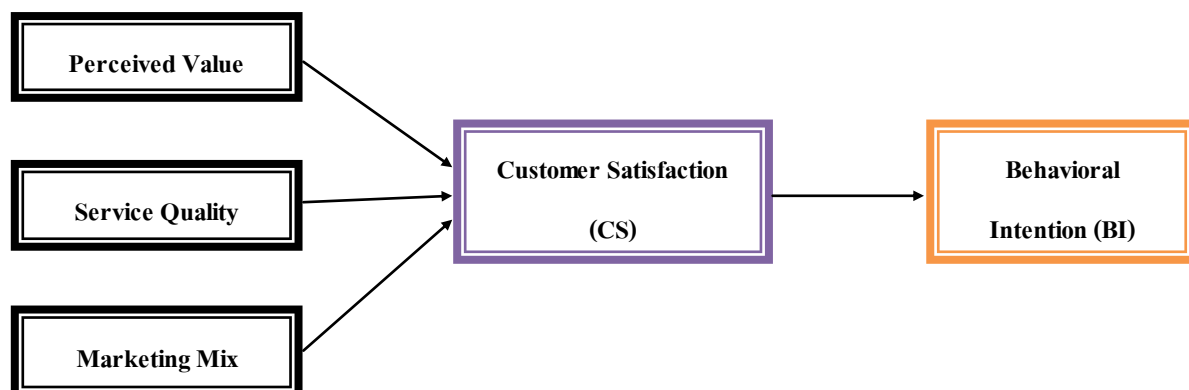 Perceived Value
Service Quality
Marketing Mix
Customer Satisfaction
(CS)
Behavioral
Intention (BI)